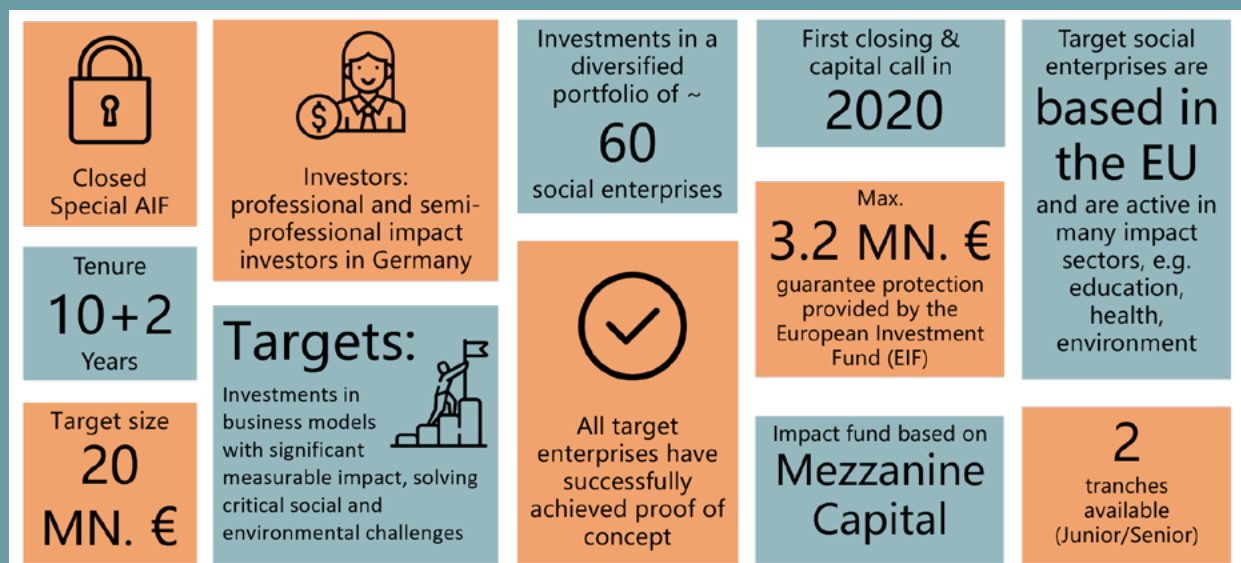 Closed
Special AIF
Tenure
10+2
Years
Target size
20
MN. €
$
Investors:
professional and semi-
professional impact
investors in Germany
Targets:
Investments in
business models
with significant
measurable impact, solving
critical social and
environmental challenges
Investments in a
diversified
portfolio of ~
60
social enterprises
All target
enterprises have
successfully
achieved proof of
concept
First closing &
capital call in
2020
Max.
3.2 MN. €
guarantee protection
provided by the
European Investment
Fund (EIF)
Impact fund based on
Mezzanine
Capital
Target social
enterprises are
based in
the EU
and are active in
many impact
sectors, e.g.
education,
health,
environment
2
tranches
available
(Junior/Senior)